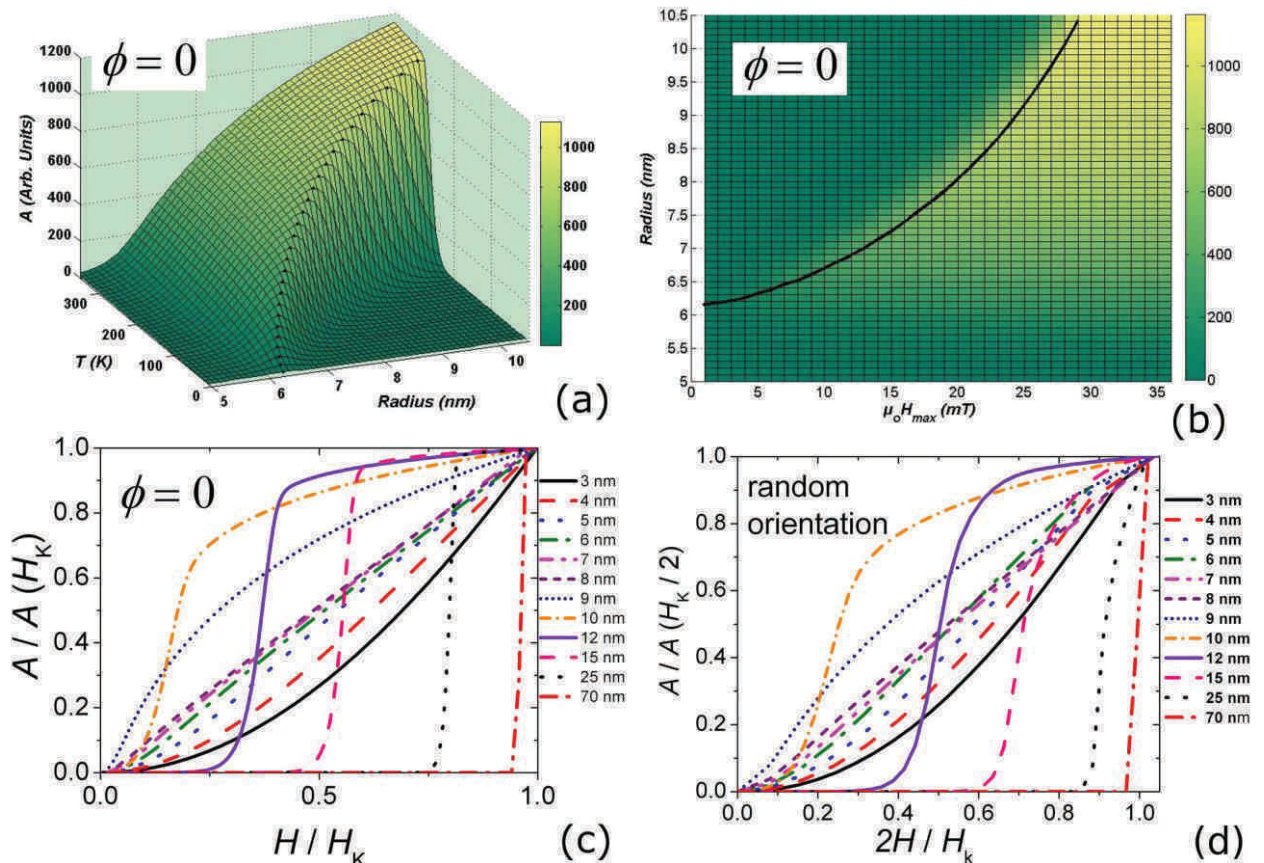 ϕ = 0
A (Arb. Units)
1200
1000
800
600
400
200
0
300
200
100
0
T (K)
5
6
7
8
9
10
Radius (nm)
1000
800
600
400
200
(a)
ϕ = 0
Radius (nm)
10.5
10
9.5
9
8.5
8
7.5
7
6.5
6
5.5
5
0
5
10
15
20
25
30
35
μoHmax (mT)
1000
800
600
400
200
0
(b)
ϕ = 0
A / A (HK)
1.0
0.8
0.6
0.4
0.2
0.0
0.0
0.5
1.0
H / HK
3 nm
4 nm
5 nm
6 nm
7 nm
8 nm
9 nm
10 nm
12 nm
15 nm
25 nm
70 nm
(c)
random
orientation
A / A (HK / 2)
1.0
0.8
0.6
0.4
0.2
0.0
0.0
0.2
0.4
0.6
0.8
1.0
2H / Hk
3 nm
4 nm
5 nm
6 nm
7 nm
8 nm
9 nm
10 nm
12 nm
15 nm
25 nm
70 nm
(d)